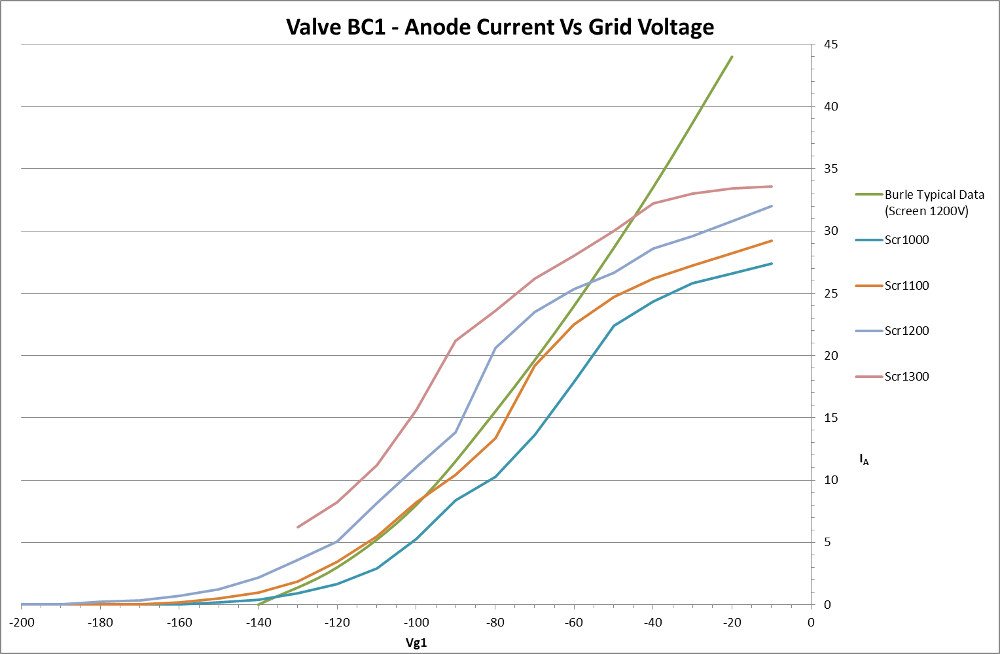 Valve BC1 - Anode Current Vs Grid Voltage
45
40
35
30
25
20
15
10
5
0
I_A
Burle Typical Data
(Screen 1200V)
Scr1000
Scr1100
Scr1200
Scr1300
-200 -180 -160 -140 -120 -100 -80 -60 -40 -20 0
Vg1